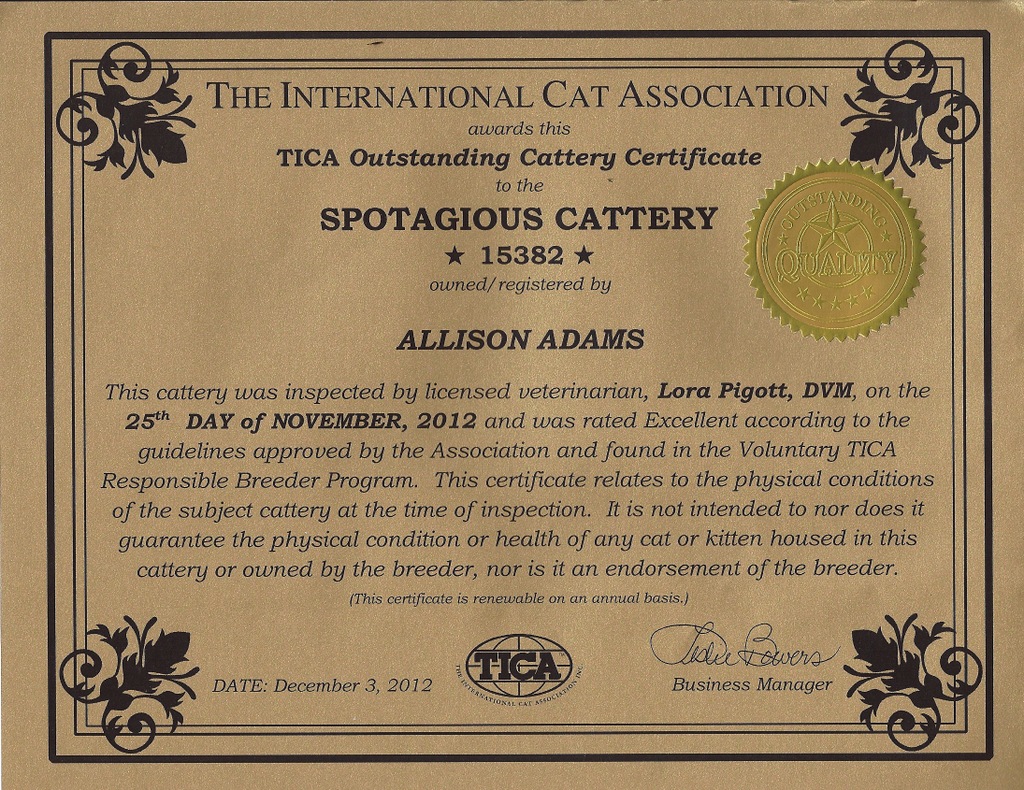 THE INTERNATIONAL CAT ASSOCIATION
awards this
TICA Outstanding Cattery Certificate
to the
SPOTAGIOUS CATTERY
★ 15382 ★
owned/registered by
ALLISON ADAMS
OUTSTANDING
QUALITY
This cattery was inspected by licensed veterinarian, Lora Pigott, DVM, on the
25th DAY of NOVEMBER, 2012 and was rated Excellent according to the
guidelines approved by the Association and found in the Voluntary TICA
Responsible Breeder Program. This certificate relates to the physical conditions
of the subject cattery at the time of inspection. It is not intended to nor does it
guarantee the physical condition or health of any cat or kitten housed in this
cattery or owned by the breeder, nor is it an endorsement of the breeder.
(This certificate is renewable on an annual basis.)
Leslie Bowers
DATE: December 3, 2012
TICA
THE INTERNATIONAL CAT ASSOCIATION, INC.
Business Manager